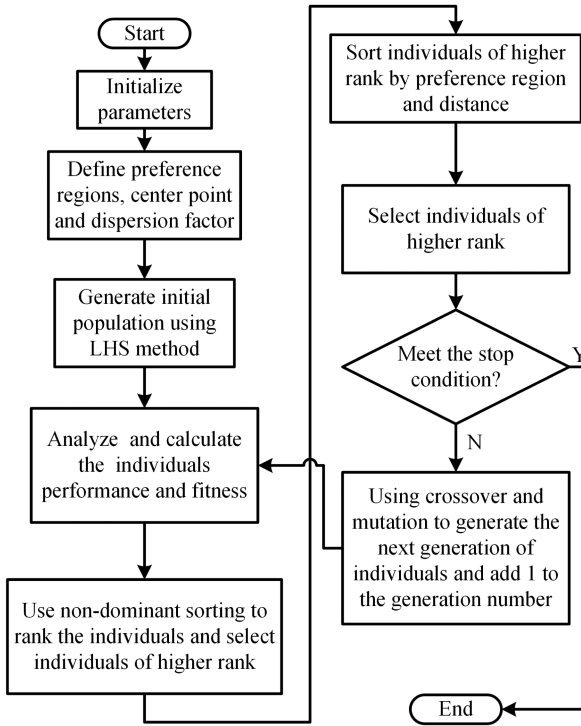 Start
Initialize
parameters
Define preference
regions, center point
and dispersion factor
Generate initial
population using
LHS method
Analyze and calculate
the individuals
performance and fitness
Use non-dominant sorting to
rank the individuals and select
individuals of higher rank
Sort individuals of higher
rank by preference region
and distance
Select individuals of
higher rank
Meet the stop
condition?
Y
N
Using crossover and
mutation to generate the
next generation of
individuals and add 1 to
the generation number
End